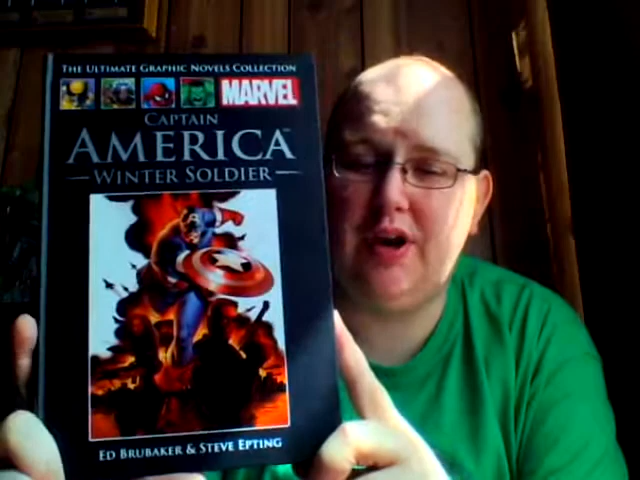 THE ULTIMATE GRAPHIC NOVELS COLLECTION
MARVEL
CAPTAIN
AMERICA
WINTER SOLDIER
ED BRUBAKER & STEVE EPTING